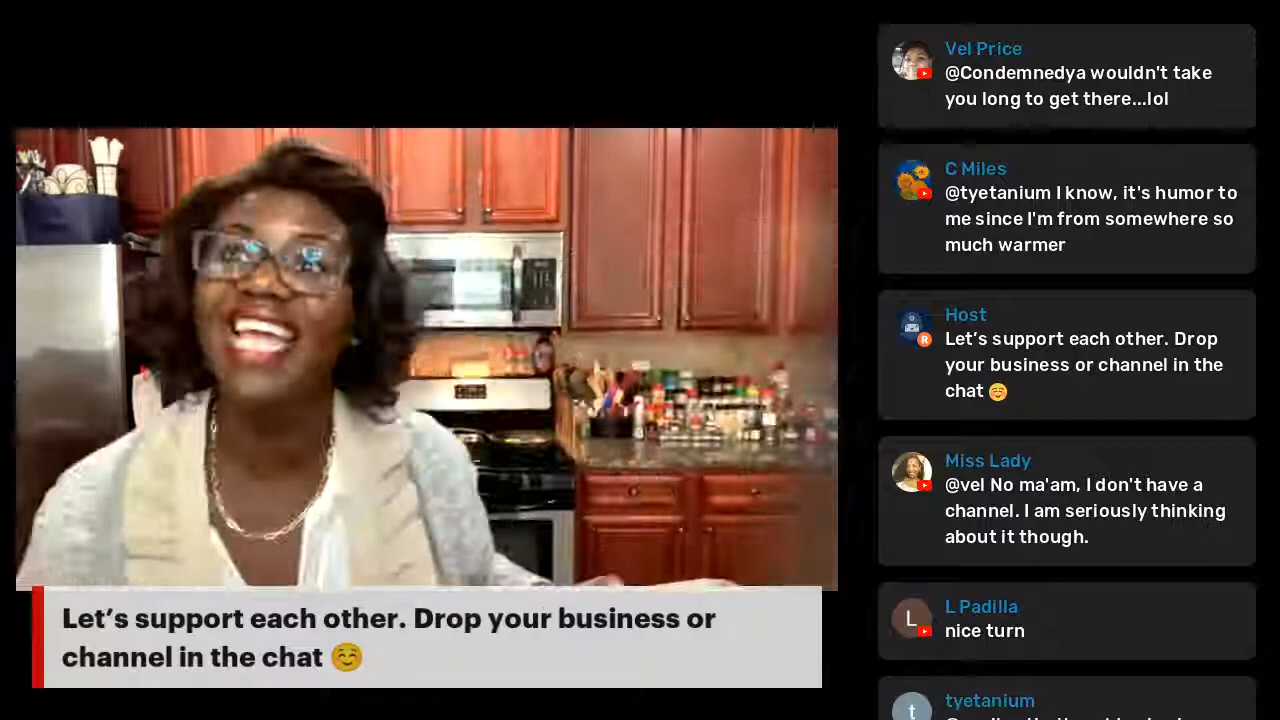 Let’s support each other. Drop your business or
channel in the chat ☺️
Vel Price
@Condemnedya wouldn't take
you long to get there...lol
C Miles
@tyetanium I know, it's humor to
me since I'm from somewhere so
much warmer
Host
Let’s support each other. Drop
your business or channel in the
chat ☺️
Miss Lady
@vel No ma'am, I don't have a
channel. I am seriously thinking
about it though.
L
L Padilla
nice turn
t
tyetanium